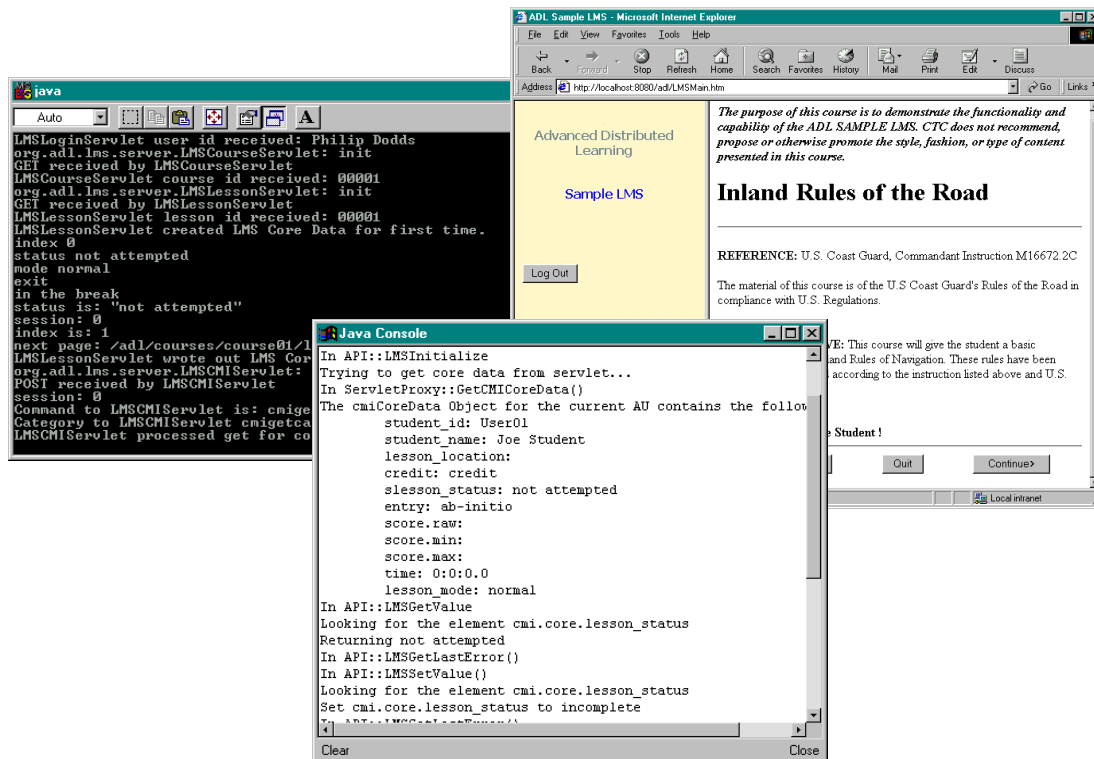 java
Auto
A
LMSLoginServlet user id received: Philip Dodds
org.adl.lms.server.LMSCourseServlet: init
GET received by LMSCourseServlet
LMSCourseServlet course id received: 00001
org.adl.lms.server.LMSLessonServlet: init
GET received by LMSLessonServlet
LMSLessonServlet lesson id received: 00001
LMSLessonServlet created LMS Core Data for first time.
index 0
status not attempted
mode normal
exit
in the break
status is: "not attempted"
session: 0
index is: 1
next page: /adl/courses/course01/l
LMSLessonServlet wrote out LMS Cor
org.adl.lms.server.LMSCMIServlet:
POST received by LMSCMIServlet
session: 0
Command to LMSCMIServlet is: cmige
Category to LMSCMIServlet cmigetca
LMSCMIServlet processed get for co
ADL Sample LMS - Microsoft Internet Explorer
File Edit View Favorites Tools Help
Back Forward Stop Refresh Home Search Favorites History Mail Print Edit Discuss
Address http://localhost:8080/adl/LMSMain.htm Go Links
Advanced Distributed
Learning
Sample LMS
Log Out
The purpose of this course is to demonstrate the functionality and
capability of the ADL SAMPLE LMS. CTC does not recommend,
propose or otherwise promote the style, fashion, or type of content
presented in this course.
Inland Rules of the Road
REFERENCE: U.S. Coast Guard, Commandant Instruction M16672.2C
The material of this course is of the U.S Coast Guard's Rules of the Road in
compliance with U.S. Regulations.
VE: This course will give the student a basic
and Rules of Navigation. These rules have been
according to the instruction listed above and U.S.
e Student !
Quit Continue>
Local intranet
Java Console
In API::LMSInitialize
Trying to get core data from servlet...
In ServletProxy::GetCMICoreData()
The cmiCoreData Object for the current AU contains the follow
student_id: User01
student_name: Joe Student
lesson_location:
credit: credit
slesson_status: not attempted
entry: ab-initio
score.raw:
score.min:
score.max:
time: 0:0:0.0
lesson_mode: normal
In API::LMSGetValue
Looking for the element cmi.core.lesson_status
Returning not attempted
In API::LMSGetLastError()
In API::LMSSetValue()
Looking for the element cmi.core.lesson_status
Set cmi.core.lesson_status to incomplete
In API::LMSGetLastError()
Clear Close